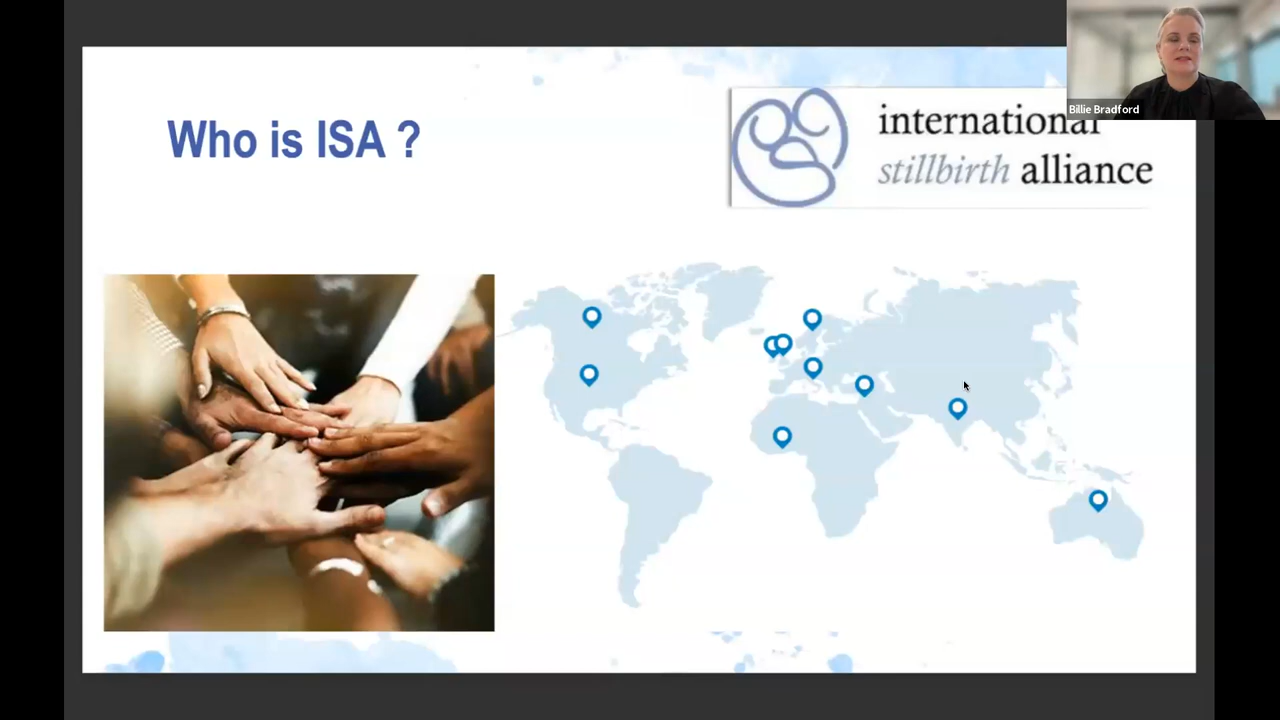 Who is ISA ?
international
stillbirth alliance
Billie Bradford